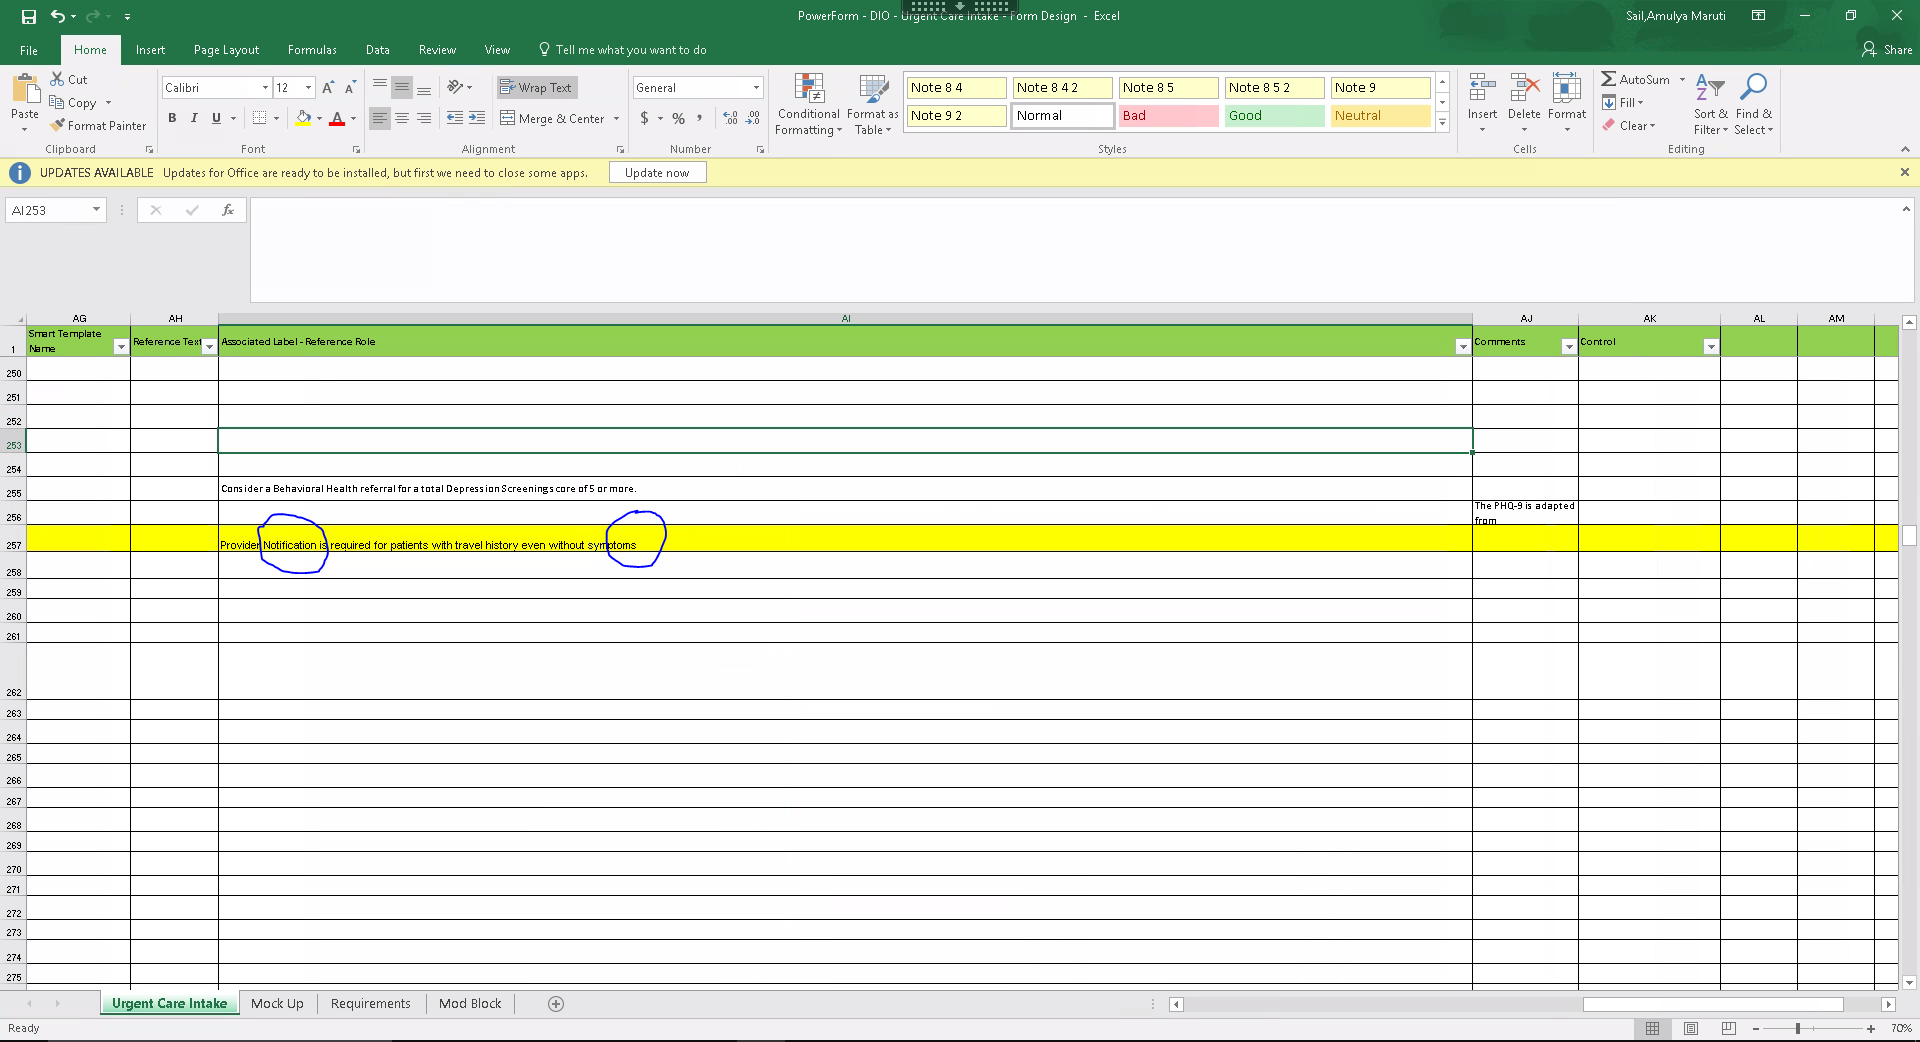 PowerForm - DIO - Urgent Care Intake - Form Design - Excel
Sail,Amulya Maruti
File Home Insert Page Layout Formulas Data Review View Tell me what you want to do
Share
Paste
Cut
Copy
Format Painter
Clipboard
Calibri 12
B I U
Font
Wrap Text
Merge & Center
Alignment
General
$ % ,
Number
Conditional Formatting
Format as Table
Note 8 4 Note 8 4 2 Note 8 5 Note 8 5 2 Note 9
Note 9 2 Normal Bad Good Neutral
Styles
Insert Delete Format
Cells
AutoSum
Fill
Clear
Sort & Filter
Find & Select
Editing
UPDATES AVAILABLE Updates for Office are ready to be installed, but first we need to close some apps. Update now
AI253
fx
AG AH AI AJ AK AL AM
1 Smart Template Name Reference Text Associated Label - Reference Role Comments Control
250
251
252
253
254
255 Consider a Behavioral Health referral for a total Depression Screening score of 5 or more.
256 The PHQ-9 is adapted from
257 Provider Notification is required for patients with travel history even without symptoms
258
259
260
261
262
263
264
265
266
267
268
269
270
271
272
273
274
275
Urgent Care Intake Mock Up Requirements Mod Block
Ready
70%